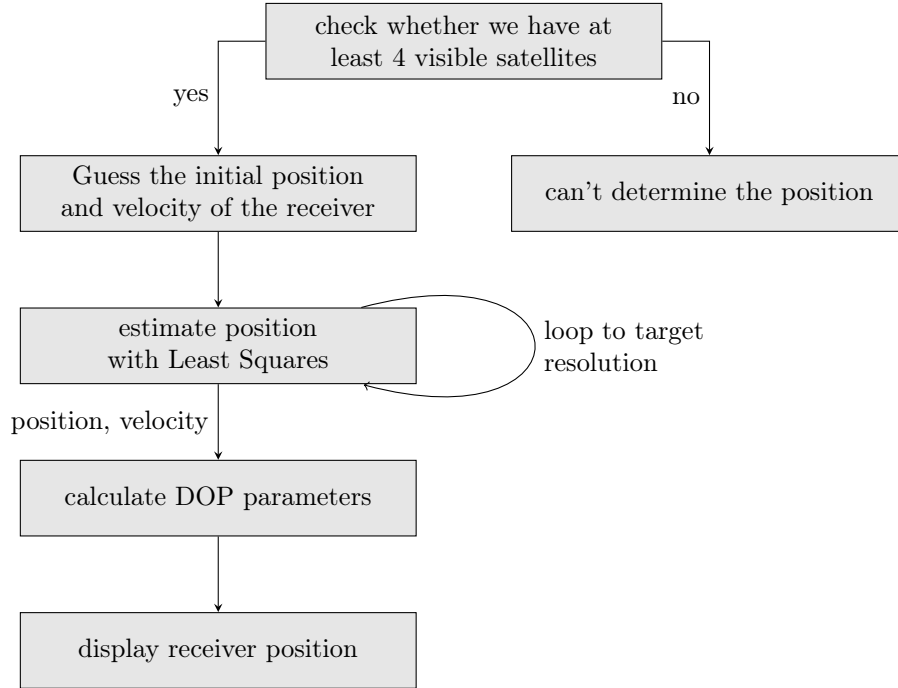 check whether we have at
least 4 visible satellites
yes
no
Guess the initial position
and velocity of the receiver
can't determine the position
estimate position
with Least Squares
loop to target
resolution
position, velocity
calculate DOP parameters
display receiver position